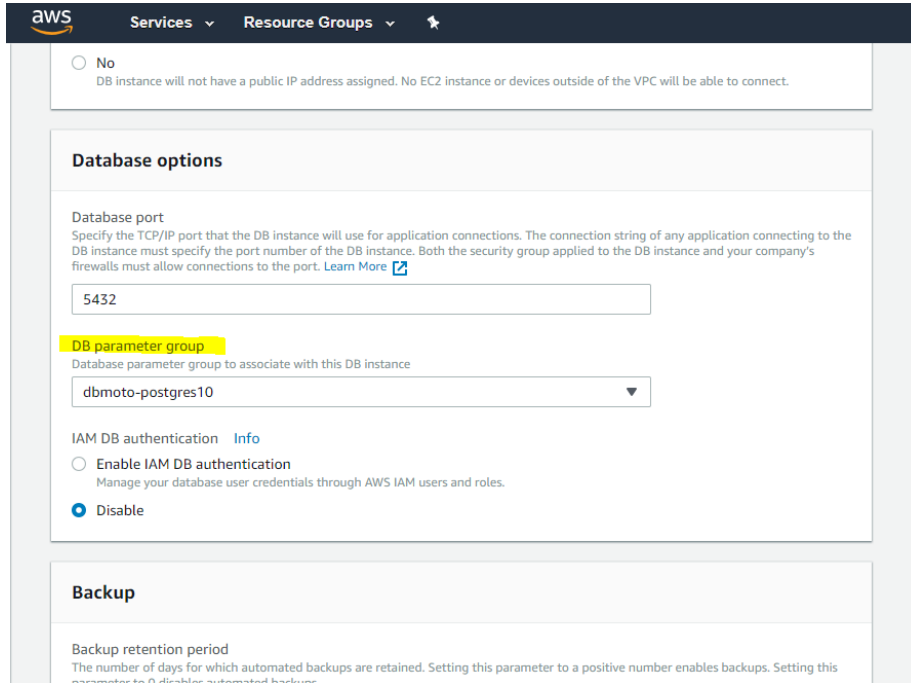 aws
Services
Resource Groups
No
DB instance will not have a public IP address assigned. No EC2 instance or devices outside of the VPC will be able to connect.
Database options
Database port
Specify the TCP/IP port that the DB instance will use for application connections. The connection string of any application connecting to the
DB instance must specify the port number of the DB instance. Both the security group applied to the DB instance and your company's
firewalls must allow connections to the port. Learn More
5432
DB parameter group
Database parameter group to associate with this DB instance
dbmoto-postgres10
IAM DB authentication Info
Enable IAM DB authentication
Manage your database user credentials through AWS IAM users and roles.
Disable
Backup
Backup retention period
The number of days for which automated backups are retained. Setting this parameter to a positive number enables backups. Setting this
parameter to 0 disables automated backups.